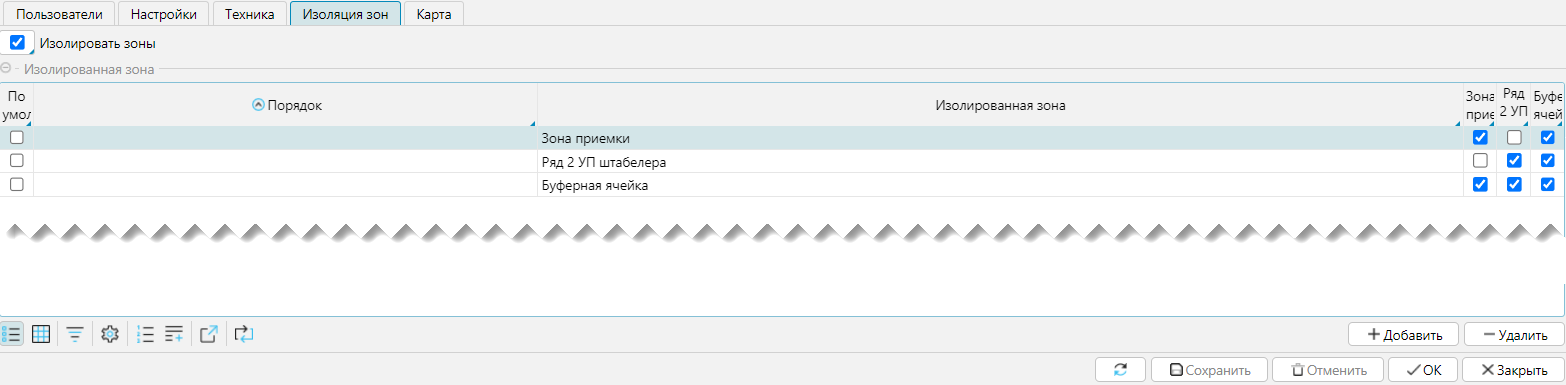 Пользователи Настройки Техника Изоляция зон Карта
Изолировать зоны
Изолированная зона
По умол Порядок Изолированная зона Зона прие Ряд 2 УП Буфе ячей
Зона приемки
Ряд 2 УП штабелера
Буферная ячейка
Добавить Удалить
Сохранить Отменить ОК Закрыть